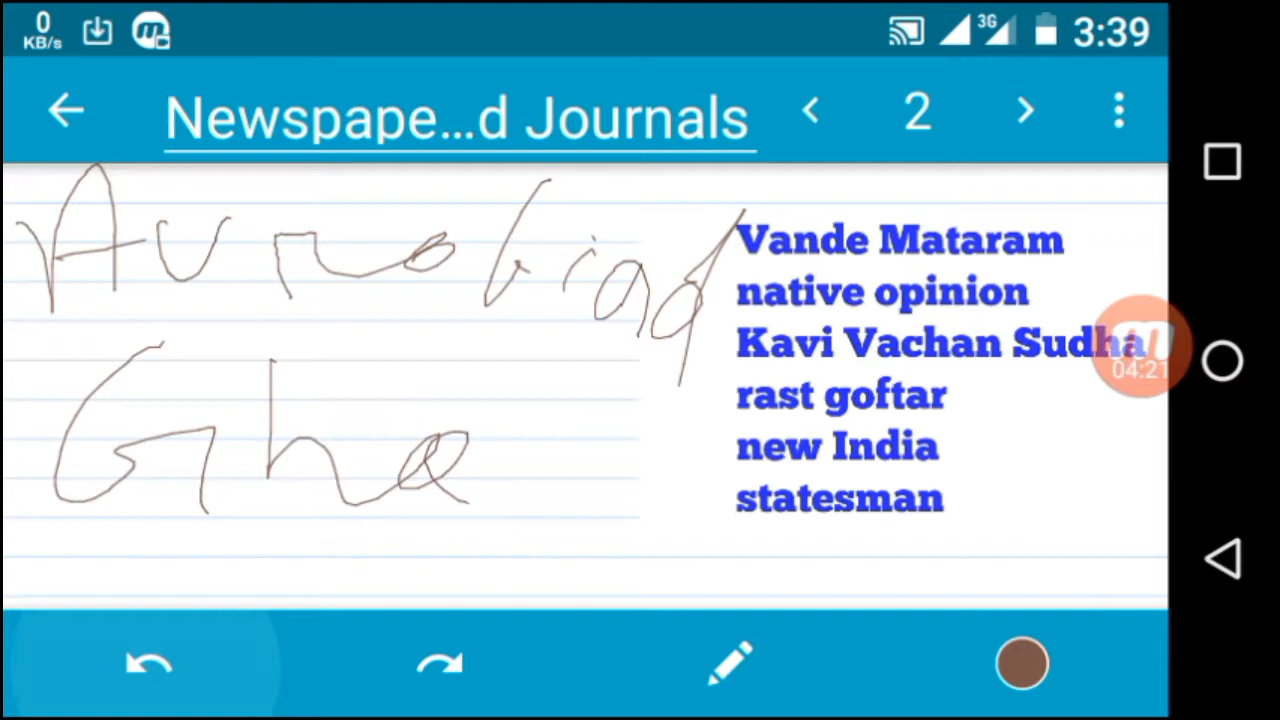 0
KB/s
3G
3:39
Newspape...d Journals
2
Aurobind
Gha
Vande Mataram
native opinion
Kavi Vachan Sudha
rast goftar
new India
statesman
04:21